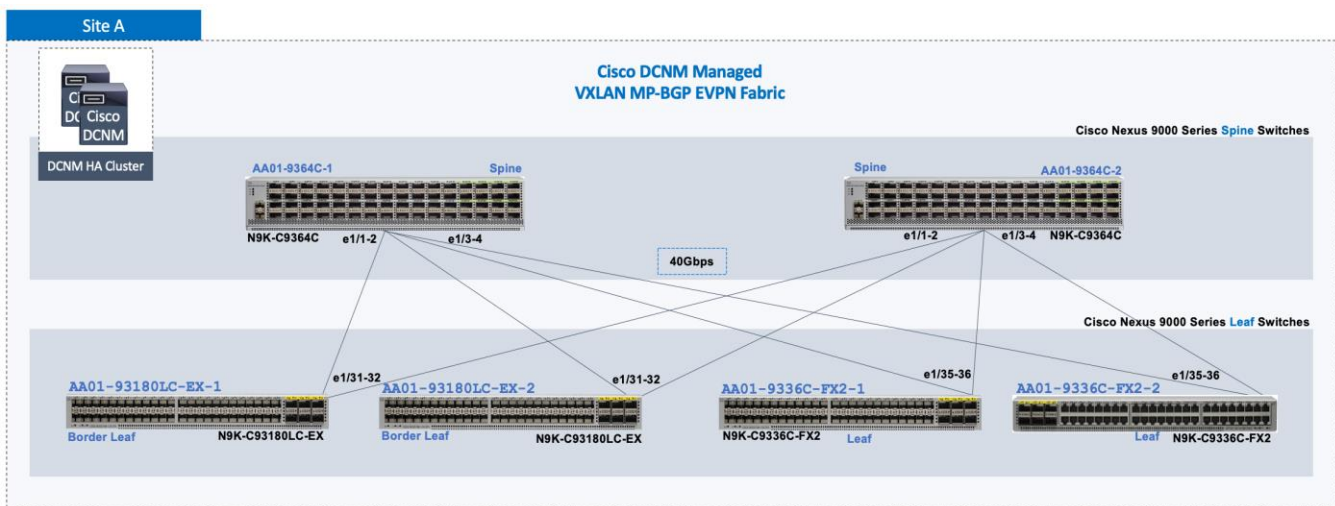 Site A
Cisco DCNM Managed
VXLAN MP-BGP EVPN Fabric
Ci
DC
Cisco
DCNM
DCNM HA Cluster
Cisco Nexus 9000 Series Spine Switches
AA01-9364C-1
Spine
Spine
AA01-9364C-2
N9K-C9364C
e1/1-2
e1/3-4
e1/1-2
e1/3-4
N9K-C9364C
40Gbps
Cisco Nexus 9000 Series Leaf Switches
AA01-93180LC-EX-1
e1/31-32
AA01-93180LC-EX-2
e1/31-32
AA01-9336C-FX2-1
e1/35-36
AA01-9336C-FX2-2
e1/35-36
Border Leaf
N9K-C93180LC-EX
Border Leaf
N9K-C93180LC-EX
N9K-C9336C-FX2
Leaf
Leaf
N9K-C9336C-FX2